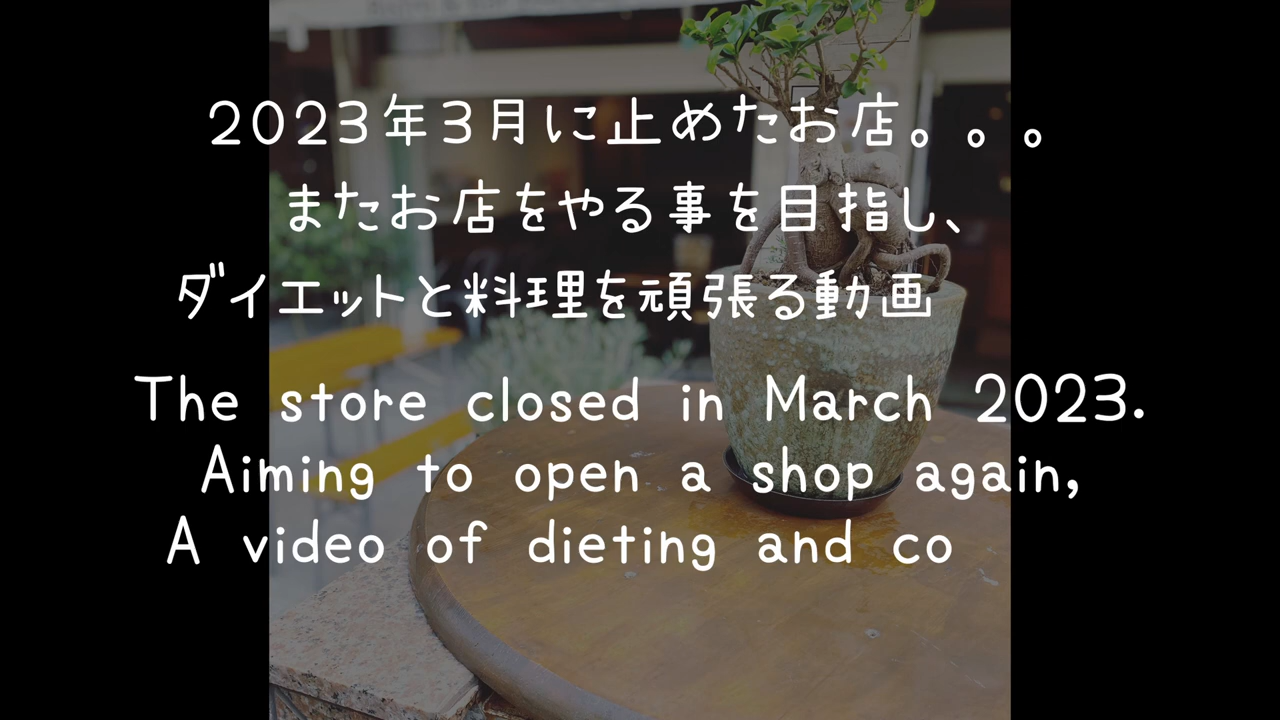 2023年3月に止めたお店。。。
またお店をやる事を目指し、
ダイエットと料理を頑張る動画
The store closed in March 2023.
Aiming to open a shop again,
A video of dieting and co